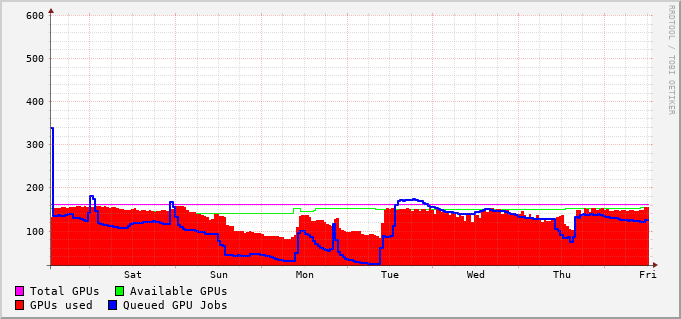 600
500
400
300
200
100
Sat Sun Mon Tue Wed Thu Fri
Total GPUs Available GPUs
GPUs used Queued GPU Jobs
RRDTOOL / TOBI OETIKER